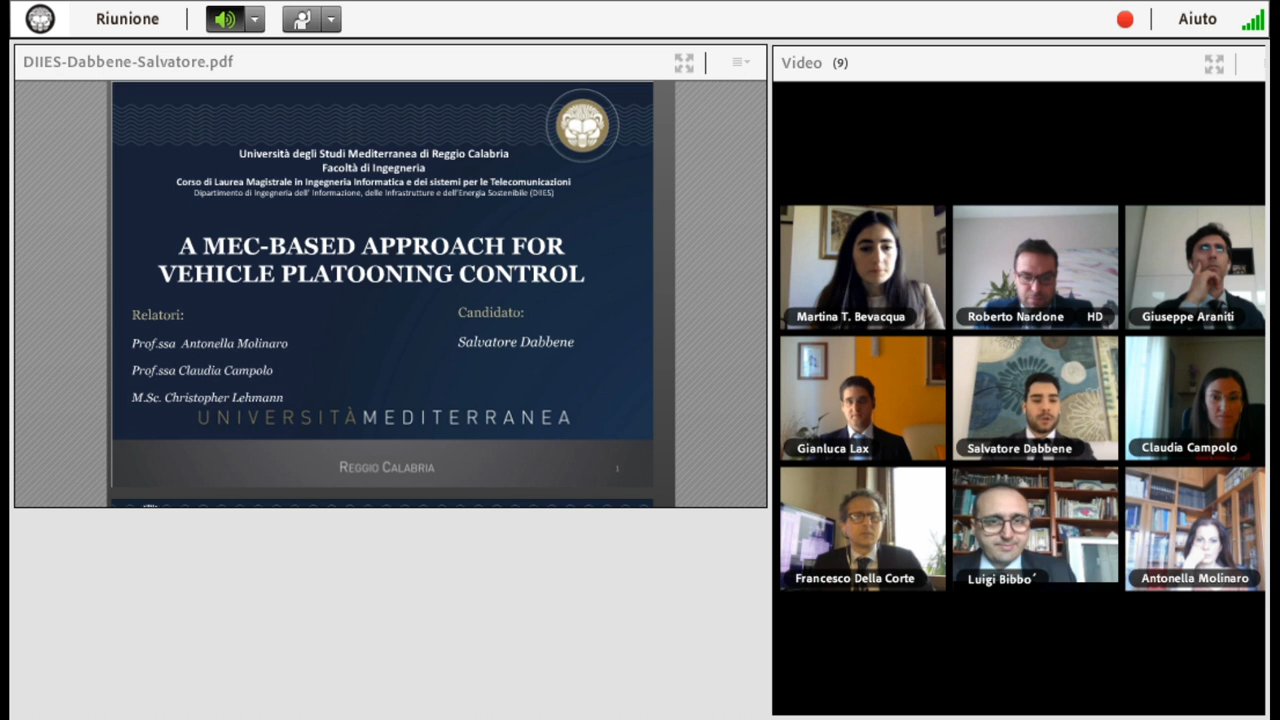 Riunione
Aiuto
DIIES-Dabbene-Salvatore.pdf
Video (9)
Università degli Studi Mediterranea di Reggio Calabria
Facoltà di Ingegneria
Corso di Laurea Magistrale in Ingegneria Informatica e dei sistemi per le Telecomunicazioni
Dipartimento di Ingegneria dell' Informazione, delle Infrastrutture e dell'Energia Sostenibile (DIIES)
A MEC-BASED APPROACH FOR
VEHICLE PLATOONING CONTROL
Relatori:
Candidato:
Prof.ssa Antonella Molinaro
Salvatore Dabbene
Prof.ssa Claudia Campolo
M.Sc. Christopher Lehmann
UNIVERSITÀMEDITERRANEA
REGGIO CALABRIA
1
Martina T. Bevacqua
Roberto Nardone HD
Giuseppe Araniti
Gianluca Lax
Salvatore Dabbene
Claudia Campolo
Francesco Della Corte
Luigi Bibbo´
Antonella Molinaro